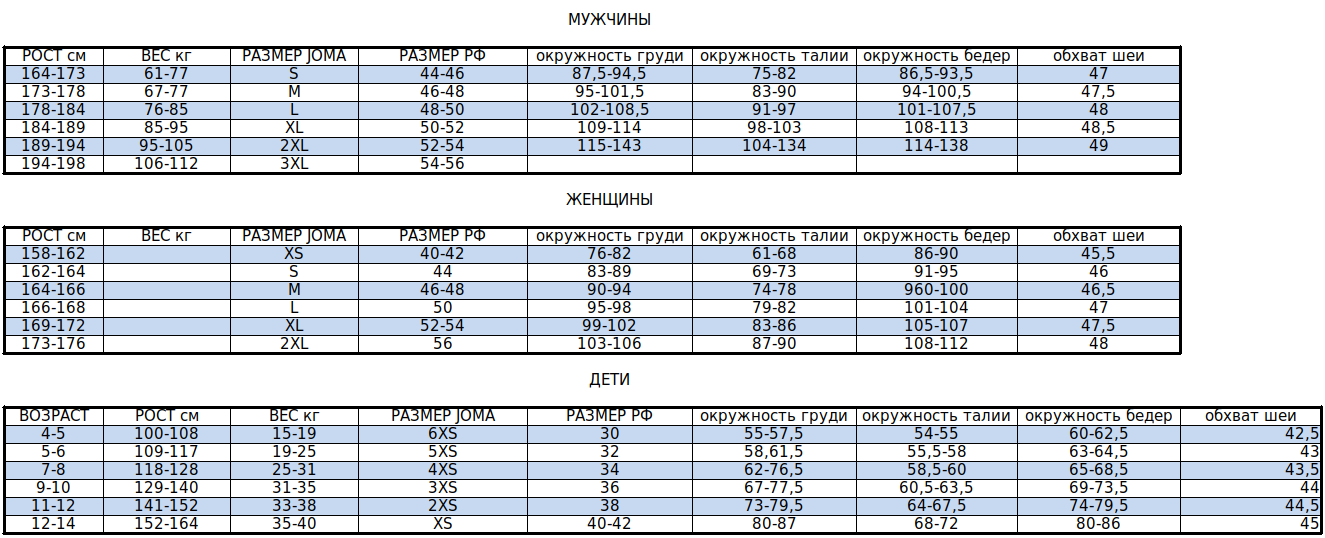 МУЖЧИНЫ
РОСТ см ВЕС кг РАЗМЕР JOMA РАЗМЕР РФ окружность груди окружность талии окружность бедер обхват шеи
164-173 61-77 S 44-46 87,5-94,5 75-82 86,5-93,5 47
173-178 67-77 M 46-48 95-101,5 83-90 94-100,5 47,5
178-184 76-85 L 48-50 102-108,5 91-97 101-107,5 48
184-189 85-95 XL 50-52 109-114 98-103 108-113 48,5
189-194 95-105 2XL 52-54 115-143 104-134 114-138 49
194-198 106-112 3XL 54-56
ЖЕНЩИНЫ
РОСТ см ВЕС кг РАЗМЕР JOMA РАЗМЕР РФ окружность груди окружность талии окружность бедер обхват шеи
158-162 XS 40-42 76-82 61-68 86-90 45,5
162-164 S 44 83-89 69-73 91-95 46
164-166 M 46-48 90-94 74-78 960-100 46,5
166-168 L 50 95-98 79-82 101-104 47
169-172 XL 52-54 99-102 83-86 105-107 47,5
173-176 2XL 56 103-106 87-90 108-112 48
ДЕТИ
ВОЗРАСТ РОСТ см ВЕС кг РАЗМЕР JOMA РАЗМЕР РФ окружность груди окружность талии окружность бедер обхват шеи
4-5 100-108 15-19 6XS 30 55-57,5 54-55 60-62,5 42,5
5-6 109-117 19-25 5XS 32 58,61,5 55,5-58 63-64,5 43
7-8 118-128 25-31 4XS 34 62-76,5 58,5-60 65-68,5 43,5
9-10 129-140 31-35 3XS 36 67-77,5 60,5-63,5 69-73,5 44
11-12 141-152 33-38 2XS 38 73-79,5 64-67,5 74-79,5 44,5
12-14 152-164 35-40 XS 40-42 80-87 68-72 80-86 45